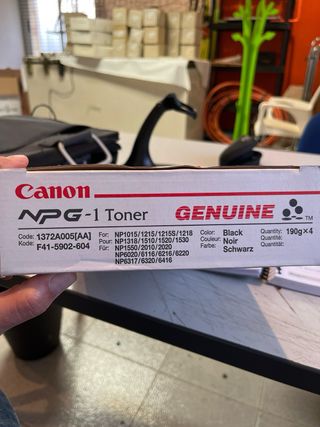 Canon
NPG-1 Toner GENUINE
Code: 1372A005[AA] For: NP1015/1215/1215S/1218 Color: Black Quantity: 190g×4
Kode: F41-5902-604 Pour: NP1318/1510/1520/1530 Couleur: Noir Quantité:
Für: NP1550/2010/2020 Farbe: Schwarz Quantität:
NP6020/6116/6216/6220
NP6317/6320/6416